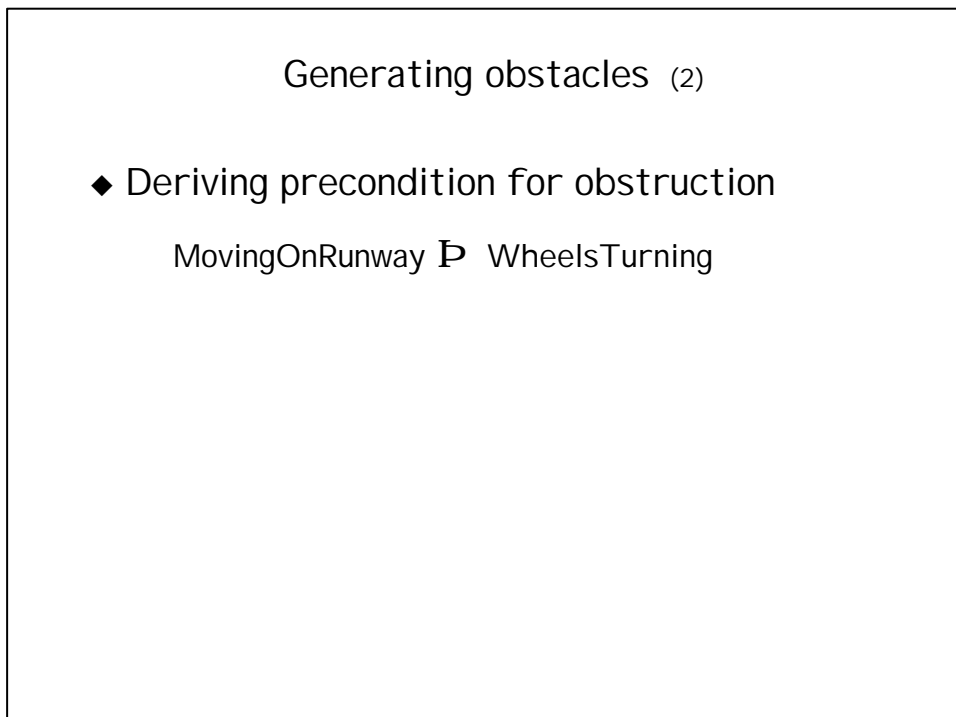 Generating obstacles (2)
◆ Deriving precondition for obstruction
MovingOnRunway Þ WheelsTurning